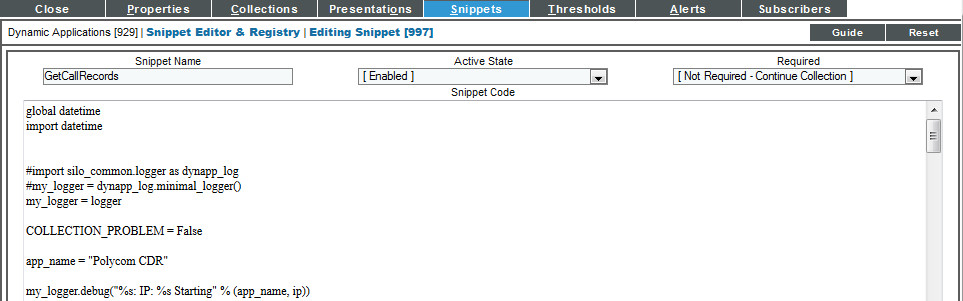 Close Properties Collections Presentations Snippets Thresholds Alerts Subscribers
Dynamic Applications [929] | Snippet Editor & Registry | Editing Snippet [997] Guide Reset
Snippet Name Active State Required
GetCallRecords [ Enabled ] [ Not Required - Continue Collection ]
Snippet Code
global datetime
import datetime
#import silo_common.logger as dynapp_log
#my_logger = dynapp_log.minimal_logger()
my_logger = logger
COLLECTION_PROBLEM = False
app_name = "Polycom CDR"
my_logger.debug("%s: IP: %s Starting" % (app_name, ip))